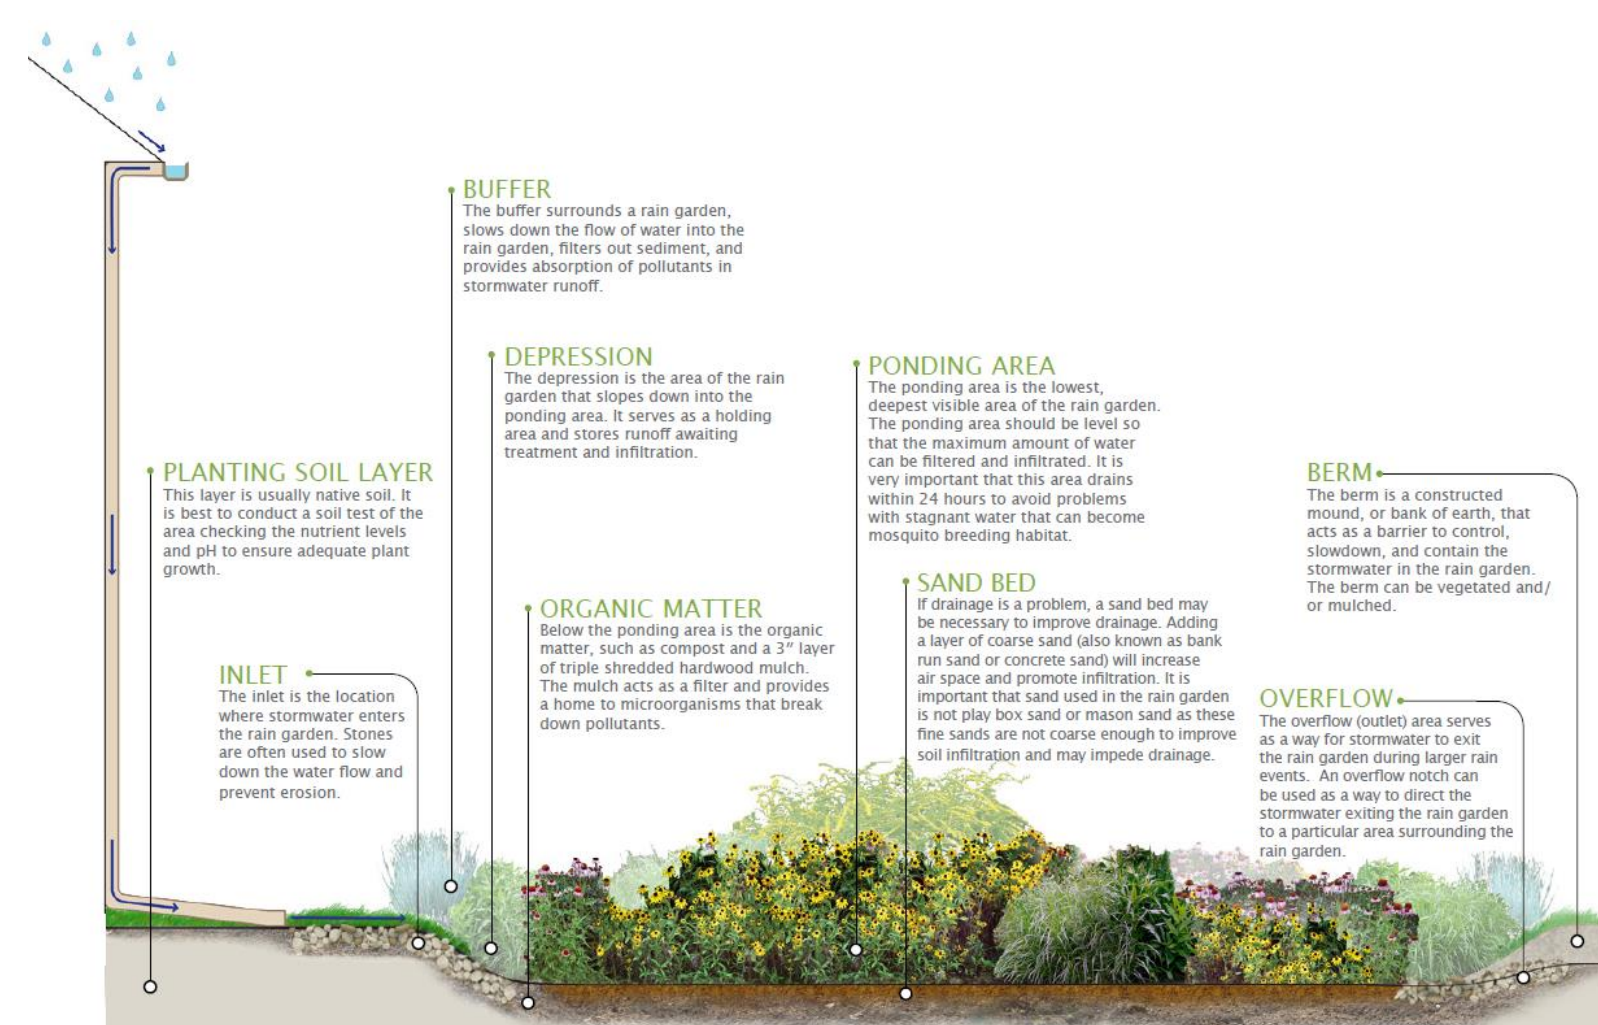 BUFFER
The buffer surrounds a rain garden,
slows down the flow of water into the
rain garden, filters out sediment, and
provides absorption of pollutants in
stormwater runoff.
DEPRESSION
The depression is the area of the rain
garden that slopes down into the
ponding area. It serves as a holding
area and stores runoff awaiting
treatment and infiltration.
PONDING AREA
The ponding area is the lowest,
deepest visible area of the rain garden.
The ponding area should be level so
that the maximum amount of water
can be filtered and infiltrated. It is
very important that this area drains
within 24 hours to avoid problems
with stagnant water that can become
mosquito breeding habitat.
PLANTING SOIL LAYER
This layer is usually native soil. It
is best to conduct a soil test of the
area checking the nutrient levels
and pH to ensure adequate plant
growth.
BERM
The berm is a constructed
mound, or bank of earth, that
acts as a barrier to control,
slowdown, and contain the
stormwater in the rain garden.
The berm can be vegetated and/
or mulched.
SAND BED
If drainage is a problem, a sand bed may
be necessary to improve drainage. Adding
a layer of coarse sand (also known as bank
run sand or concrete sand) will increase
air space and promote infiltration. It is
important that sand used in the rain garden
is not play box sand or mason sand as these
fine sands are not coarse enough to improve
soil infiltration and may impede drainage.
ORGANIC MATTER
Below the ponding area is the organic
matter, such as compost and a 3" layer
of triple shredded hardwood mulch.
The mulch acts as a filter and provides
a home to microorganisms that break
down pollutants.
INLET
The inlet is the location
where stormwater enters
the rain garden. Stones
are often used to slow
down the water flow and
prevent erosion.
OVERFLOW
The overflow (outlet) area serves
as a way for stormwater to exit
the rain garden during larger rain
events. An overflow notch can
be used as a way to direct the
stormwater exiting the rain garden
to a particular area surrounding the
rain garden.